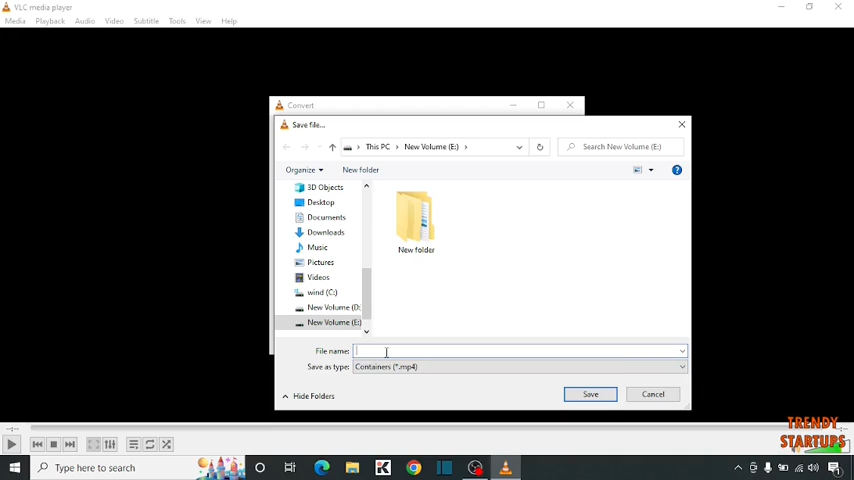 VLC media player
Media Playback Audio Video Subtitle Tools View Help
Convert
Save file...
This PC > New Volume (E:) >
Search New Volume (E:)
Organize
New folder
3D Objects
Desktop
Documents
Downloads
Music
Pictures
Videos
wind (C:)
New Volume (D:
New Volume (E:)
New folder
File name:
Save as type: Containers (*.mp4)
Hide Folders
Save
Cancel
TRENDY
STARTUPS
Type here to search